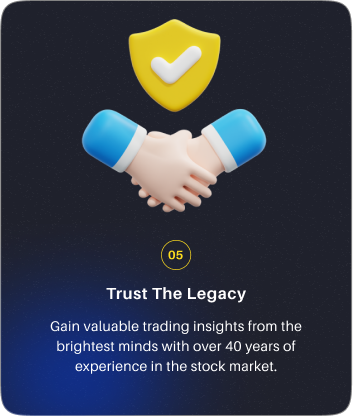 05
Trust The Legacy
Gain valuable trading insights from the
brightest minds with over 40 years of
experience in the stock market.